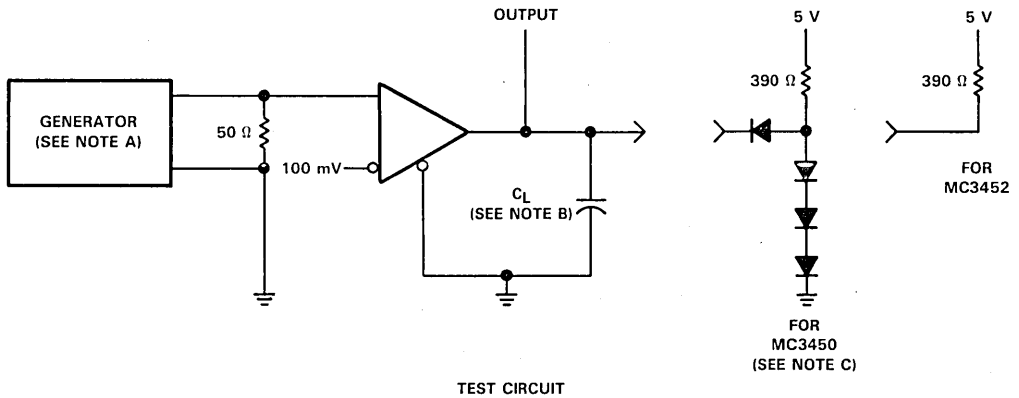 OUTPUT
5 V
5 V
390 Ω
390 Ω
GENERATOR
(SEE NOTE A)
50 Ω
100 mV
CL
(SEE NOTE B)
FOR
MC3452
FOR
MC3450
(SEE NOTE C)
TEST CIRCUIT